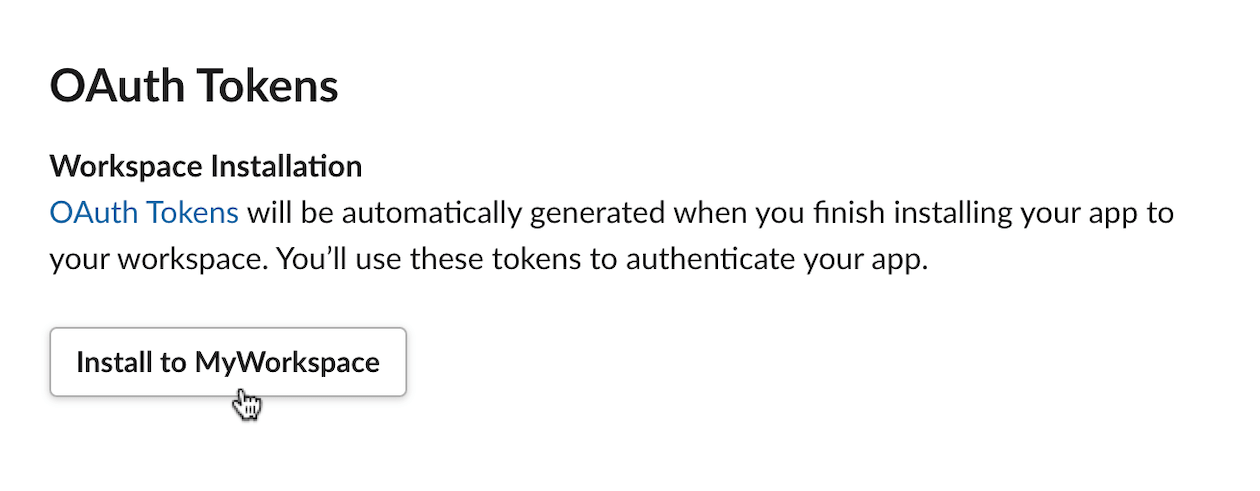 OAuth Tokens
Workspace Installation
OAuth Tokens will be automatically generated when you finish installing your app to
your workspace. You’ll use these tokens to authenticate your app.
Install to MyWorkspace